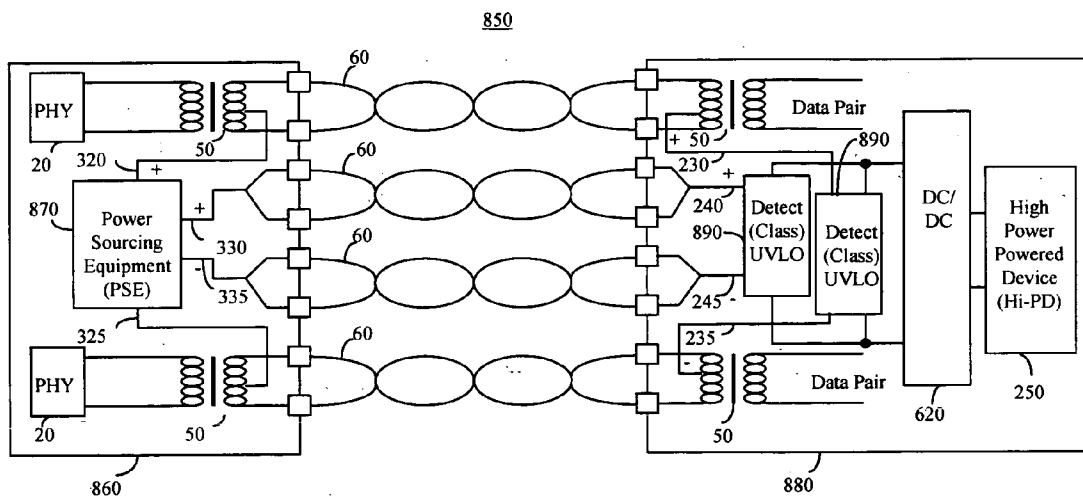 850
PHY
20
320
+
50
60
870
Power
Sourcing
Equipment
(PSE)
+
330
-
335
325
60
60
60
PHY
20
50
860
50
+
230
Data Pair
890
+
240
890
Detect
(Class)
UVLO
Detect
(Class)
UVLO
245
-
235
-
Data Pair
50
DC/
DC
620
High
Power
Powered
Device
(Hi-PD)
250
880